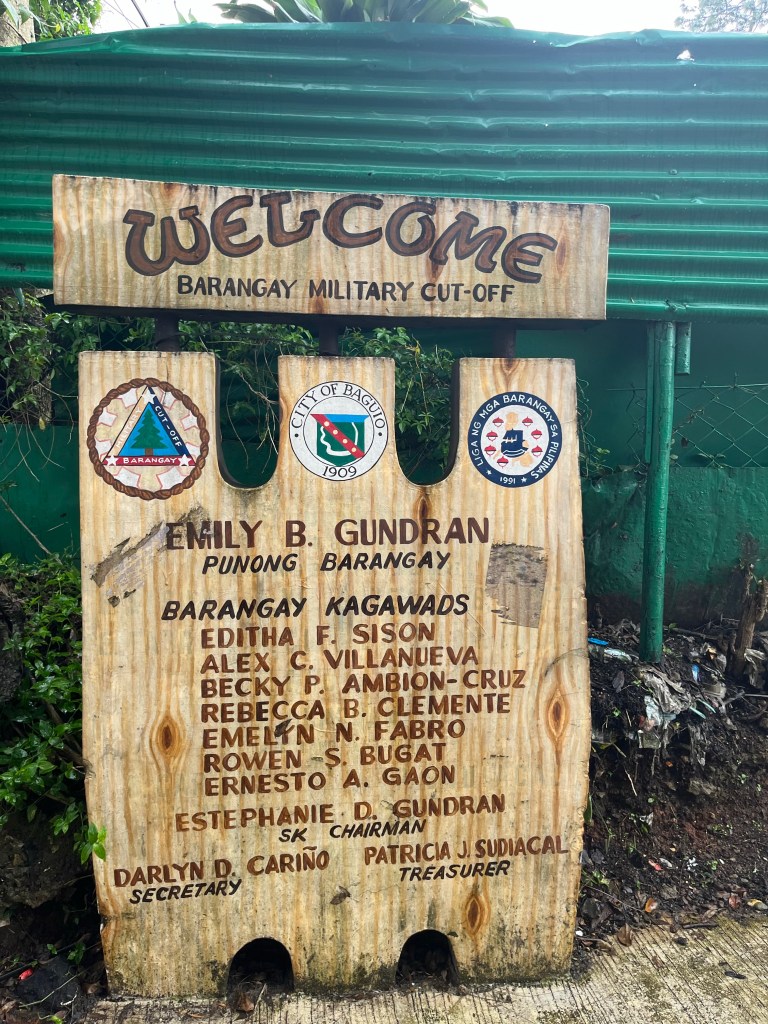 WELCOME
BARANGAY MILITARY CUT-OFF
CUT-OFF
BARANGAY
CITY OF BAGUIO
1909
LIGA NG MGA BARANGAY SA PILIPINAS
1991
EMILY B. GUNDRAN
PUNONG BARANGAY
BARANGAY KAGAWADS
EDITHA F. SISON
ALEX C. VILLANUEVA
BECKY P. AMBION-CRUZ
REBECCA B. CLEMENTE
EMELYN N. FABRO
ROWEN S. BUGAT
ERNESTO A. GAON
ESTEPHANIE D. GUNDRAN
SK CHAIRMAN
DARLYN D. CARIÑO PATRICIA J. SUDIACAL
SECRETARY TREASURER